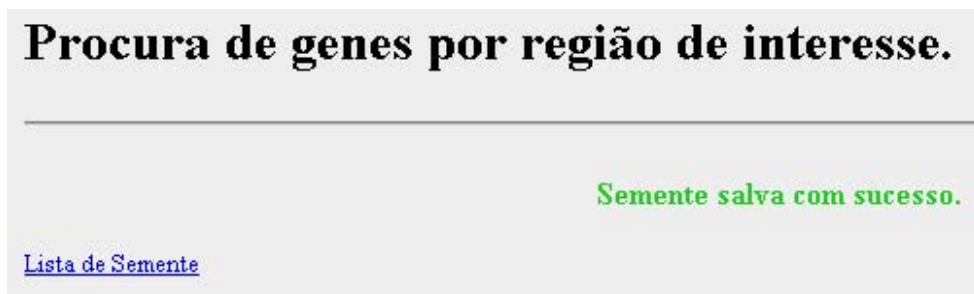 Procura de genes por região de interesse.
Semente salva com sucesso.
Lista de Semente